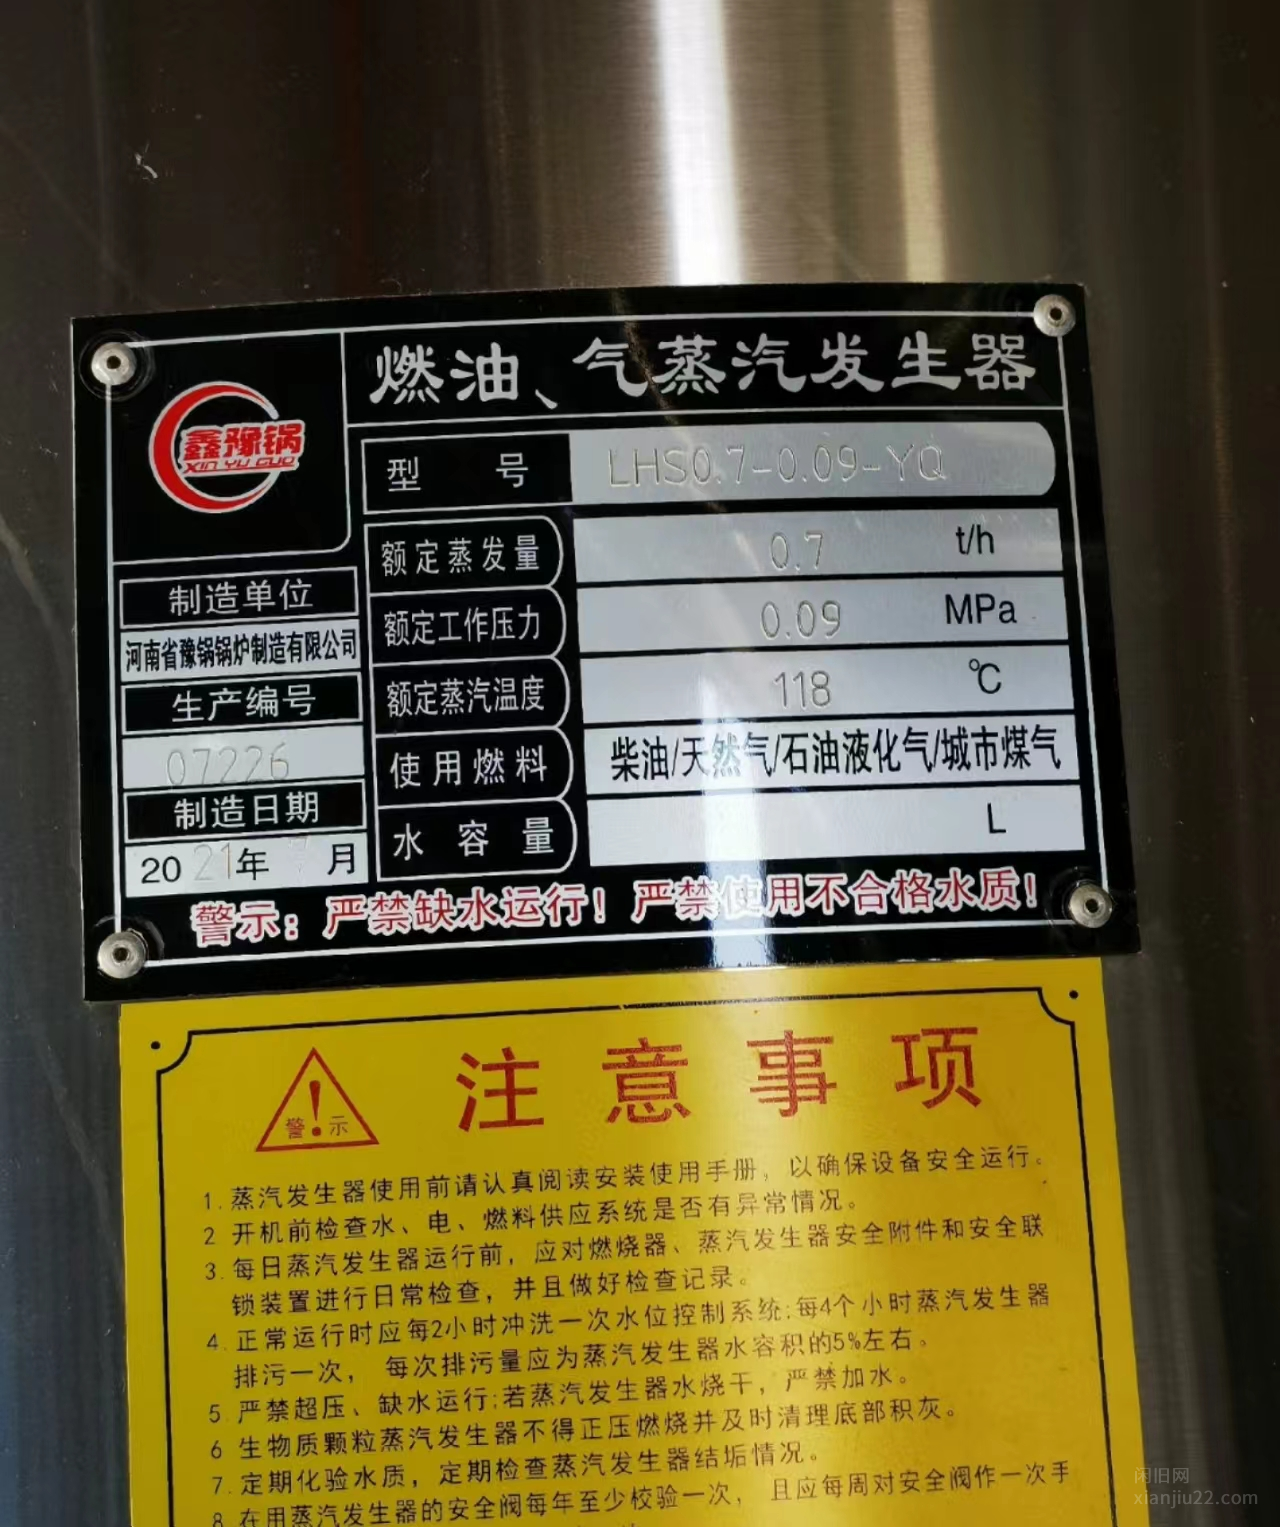 燃油、气蒸汽发生器
鑫豫锅
XIN YU GUO
型号 LHS0.7-0.09-YQ
额定蒸发量 0.7 t/h
额定工作压力 0.09 MPa
额定蒸汽温度 118 ℃
使用燃料 柴油/天然气/石油液化气/城市煤气
水容量 L
制造单位
河南省豫锅锅炉制造有限公司
生产编号
07226
制造日期
2021年7月
警示：严禁缺水运行！严禁使用不合格水质！
注意事项
警示
1. 蒸汽发生器使用前请认真阅读安装使用手册，以确保设备安全运行。
2 开机前检查水、电、燃料供应系统是否有异常情况。
3. 每日蒸汽发生器运行前，应对燃烧器、蒸汽发生器安全附件和安全联
锁装置进行日常检查，并且做好检查记录。
4. 正常运行时应每2小时冲洗一次水位控制系统;每4个小时蒸汽发生器
排污一次，每次排污量应为蒸汽发生器水容积的5%左右。
5 严禁超压、缺水运行;若蒸汽发生器水烧干，严禁加水。
6 生物质颗粒蒸汽发生器不得正压燃烧并及时清理底部积灰。
7. 定期化验水质，定期检查蒸汽发生器结垢情况。
8 在用蒸汽发生器的安全阀每年至少校验一次，且应每周对安全阀作一次手
闲旧网
xianjiu22.com